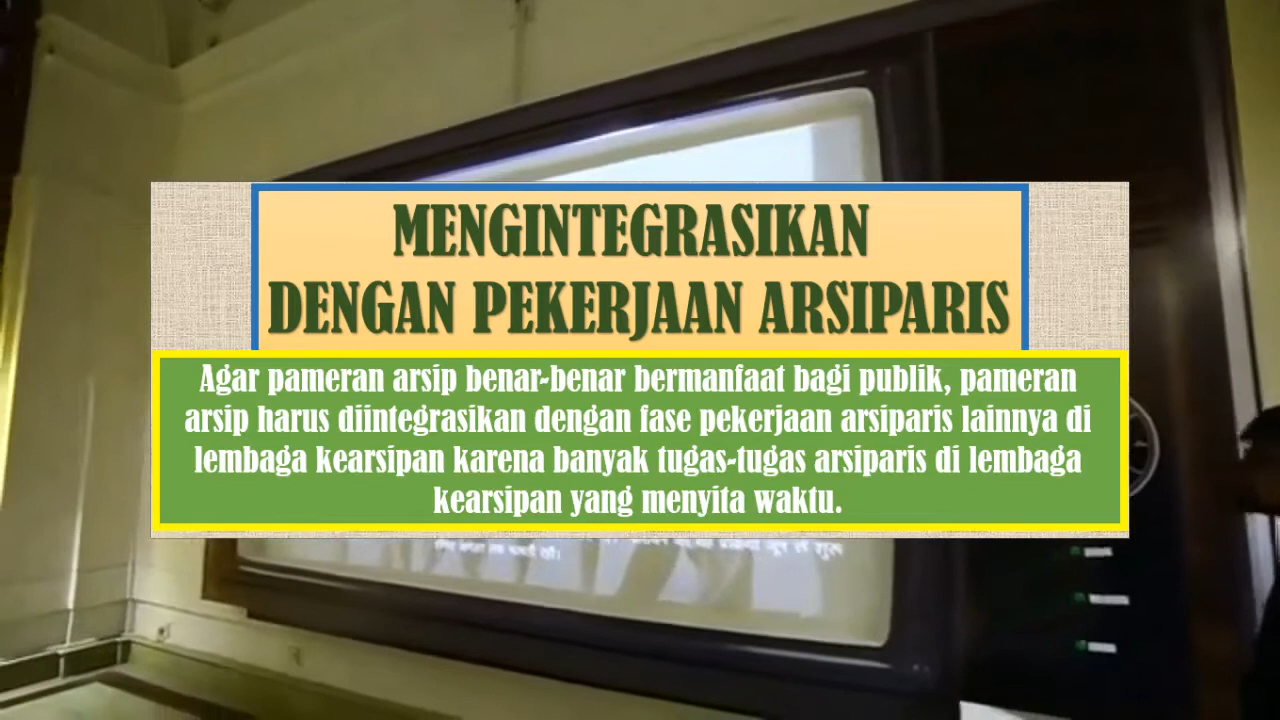 MENGINTEGRASIKAN
DENGAN PEKERJAAN ARSIPARIS
Agar pameran arsip benar-benar bermanfaat bagi publik, pameran
arsip harus diintegrasikan dengan fase pekerjaan arsiparis lainnya di
lembaga kearsipan karena banyak tugas-tugas arsiparis di lembaga
kearsipan yang menyita waktu.